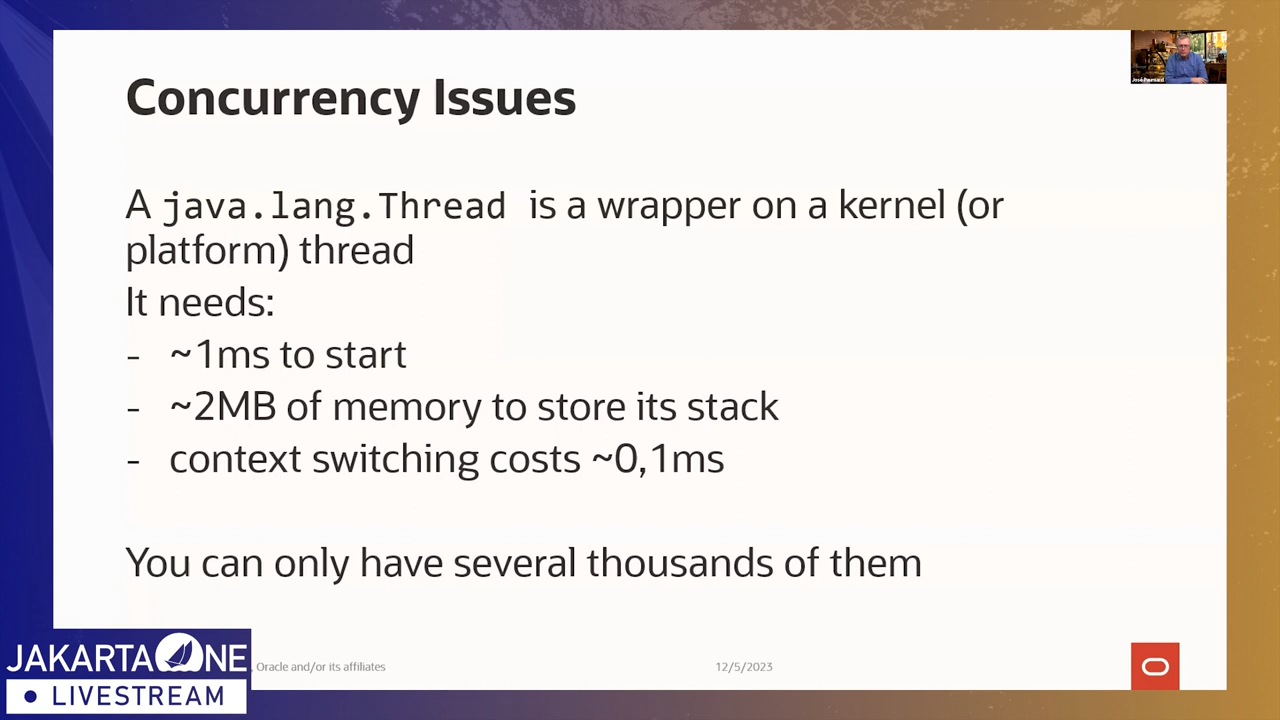 Concurrency Issues
A java.lang.Thread is a wrapper on a kernel (or
platform) thread
It needs:
- ~1ms to start
- ~2MB of memory to store its stack
- context switching costs ~0,1ms
You can only have several thousands of them
JAKARTA ONE
LIVESTREAM
, Oracle and/or its affiliates
12/5/2023